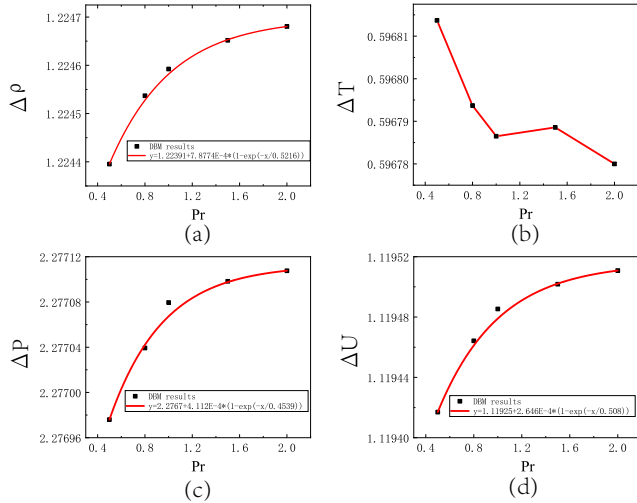 1.2247
1.2246
1.2245
1.2244
Δρ
DBM results
y=1.22391+7.8774E-4*(1-exp(-x/0.5216))
0.4 0.8 1.2 1.6 2.0
Pr
(a)
0.59681
0.59680
0.59679
0.59678
ΔT
0.4 0.8 1.2 1.6 2.0
Pr
(b)
2.27712
2.27708
2.27704
2.27700
2.27696
ΔP
DBM results
y=2.2767+4.112E-4*(1-exp(-x/0.4539))
0.4 0.8 1.2 1.6 2.0
Pr
(c)
1.11952
1.11948
1.11944
1.11940
ΔU
DBM results
y=1.11925+2.646E-4*(1-exp(-x/0.508))
0.4 0.8 1.2 1.6 2.0
Pr
(d)